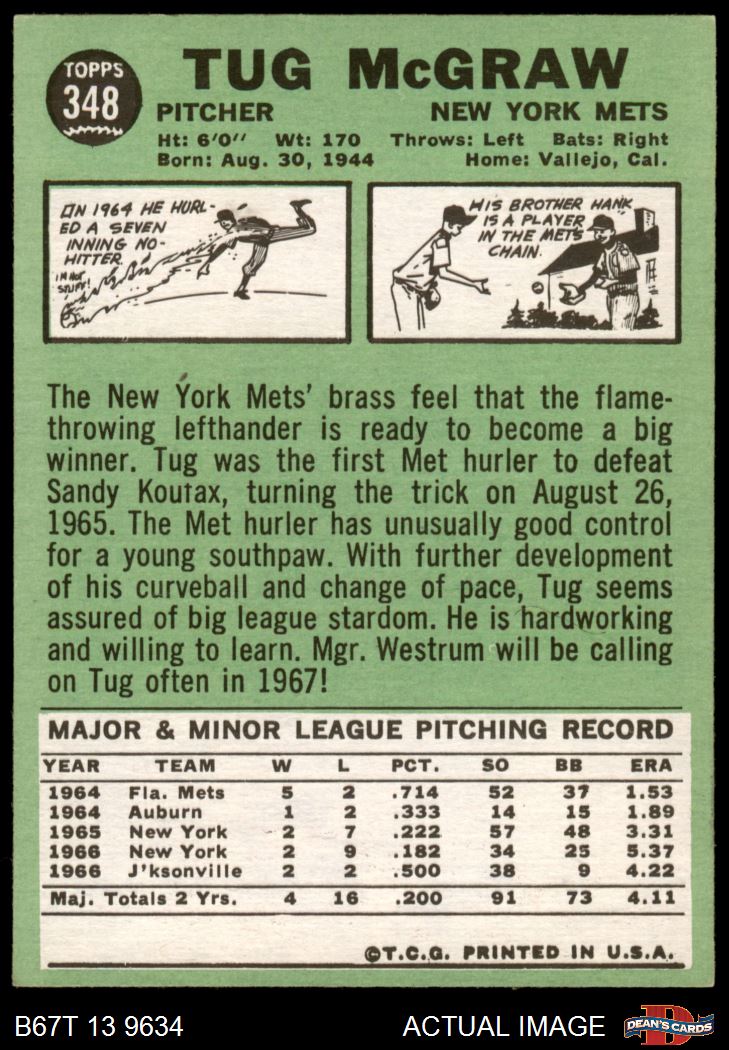 TOPPS
348
TUG McGRAW
PITCHER NEW YORK METS
Ht: 6'0'' Wt: 170 Throws: Left Bats: Right
Born: Aug. 30, 1944 Home: Vallejo, Cal.
IN 1964 HE HURL-
ED A SEVEN
INNING NO-
HITTER.
I'M HOT
STUFF!
HIS BROTHER HANK
IS A PLAYER
IN THE METS
CHAIN.
The New York Mets' brass feel that the flame-
throwing lefthander is ready to become a big
winner. Tug was the first Met hurler to defeat
Sandy Koufax, turning the trick on August 26,
1965. The Met hurler has unusually good control
for a young southpaw. With further development
of his curveball and change of pace, Tug seems
assured of big league stardom. He is hardworking
and willing to learn. Mgr. Westrum will be calling
on Tug often in 1967!
MAJOR & MINOR LEAGUE PITCHING RECORD
YEAR TEAM W L PCT. SO BB ERA
1964 Fla. Mets 5 2 .714 52 37 1.53
1964 Auburn 1 2 .333 14 15 1.89
1965 New York 2 7 .222 57 48 3.31
1966 New York 2 9 .182 34 25 5.37
1966 J'ksonville 2 2 .500 38 9 4.22
Maj. Totals 2 Yrs. 4 16 .200 91 73 4.11
©T.C.G. PRINTED IN U.S.A.
B67T 13 9634 ACTUAL IMAGE
D
DEAN'S CARDS